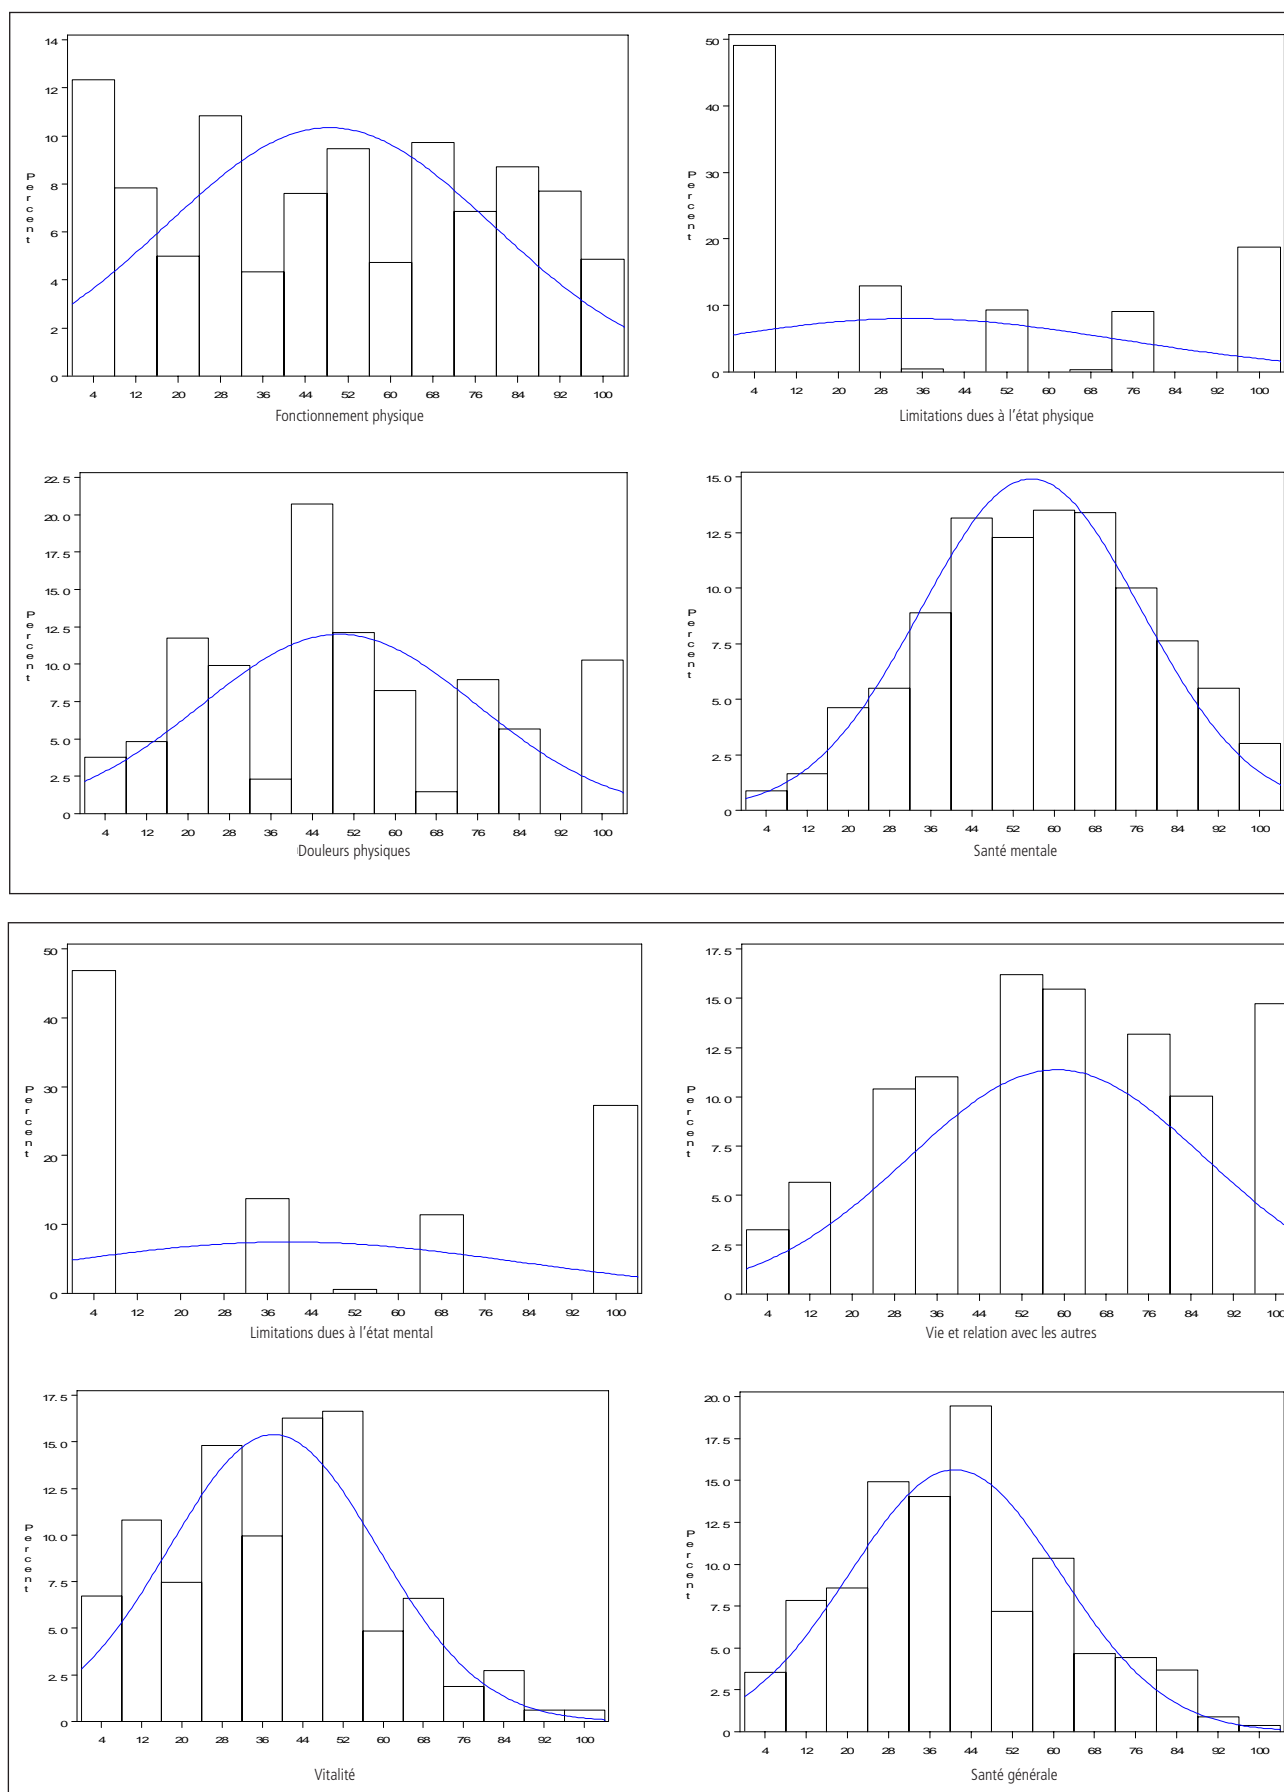 14
12
10
8
6
4
2
0
Percent
4 12 20 28 36 44 52 60 68 76 84 92 100
Fonctionnement physique
50
40
30
20
10
0
Percent
4 12 20 28 36 44 52 60 68 76 84 92 100
Limitations dues à l'état physique
22.5
20.0
17.5
15.0
12.5
10.0
7.5
5.0
2.5
0
Percent
4 12 20 28 36 44 52 60 68 76 84 92 100
Douleurs physiques
15.0
12.5
10.0
7.5
5.0
2.5
0
Percent
4 12 20 28 36 44 52 60 68 76 84 92 100
Santé mentale
50
40
30
20
10
0
Percent
4 12 20 28 36 44 52 60 68 76 84 92 100
Limitations dues à l'état mental
17.5
15.0
12.5
10.0
7.5
5.0
2.5
0
Percent
4 12 20 28 36 44 52 60 68 76 84 92 100
Vie et relation avec les autres
17.5
15.0
12.5
10.0
7.5
5.0
2.5
0
Percent
4 12 20 28 36 44 52 60 68 76 84 92 100
Vitalité
20.0
17.5
15.0
12.5
10.0
7.5
5.0
2.5
0
Percent
4 12 20 28 36 44 52 60 68 76 84 92 100
Santé générale